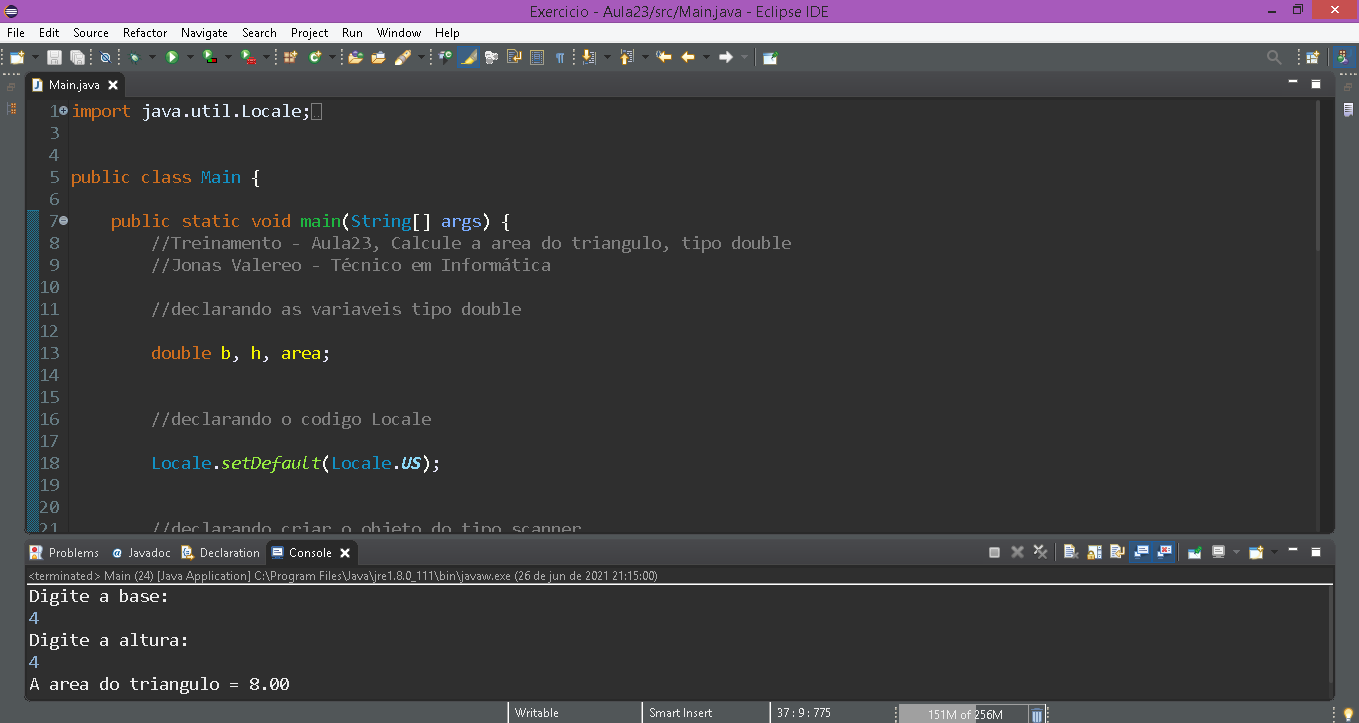 Exercicio - Aula23/src/Main.java - Eclipse IDE
File Edit Source Refactor Navigate Search Project Run Window Help
Main.java
1 import java.util.Locale;
3
4
5 public class Main {
6
7 public static void main(String[] args) {
8 //Treinamento - Aula23, Calcule a area do triangulo, tipo double
9 //Jonas Valereo - Técnico em Informática
10
11 //declarando as variaveis tipo double
12
13 double b, h, area;
14
15
16 //declarando o codigo Locale
17
18 Locale.setDefault(Locale.US);
19
20
21 //declarando criar o objeto do tipo scanner
Problems Javadoc Declaration Console
<terminated> Main (24) [Java Application] C:\Program Files\Java\jre1.8.0_111\bin\javaw.exe (26 de jun de 2021 21:15:00)
Digite a base:
4
Digite a altura:
4
A area do triangulo = 8.00
Writable Smart Insert 37 : 9 : 775 151M of 256M